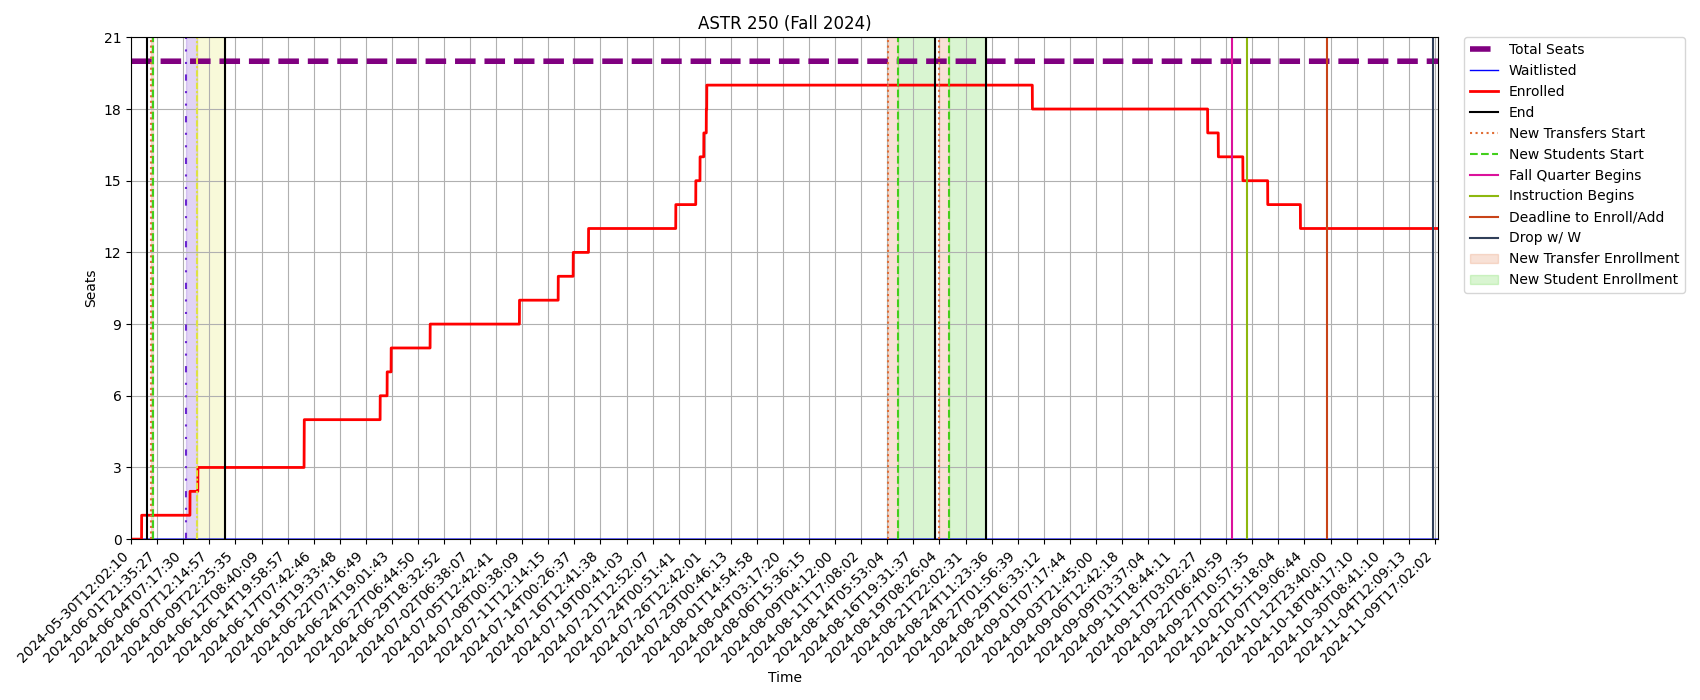 ASTR 250 (Fall 2024)
21
18
15
12
9
6
3
0
Seats
2024-05-30T12:02:10
2024-06-01T21:35:27
2024-06-04T07:17:30
2024-06-07T12:14:57
2024-06-09T22:25:35
2024-06-12T08:40:09
2024-06-14T19:58:57
2024-06-17T07:42:46
2024-06-19T19:33:48
2024-06-22T07:16:49
2024-06-24T19:01:43
2024-06-27T06:44:50
2024-06-29T18:32:52
2024-07-02T06:38:07
2024-07-05T12:42:41
2024-07-08T00:38:09
2024-07-11T12:14:15
2024-07-14T00:26:37
2024-07-16T12:41:38
2024-07-19T00:41:03
2024-07-21T12:52:07
2024-07-24T00:51:41
2024-07-26T12:42:01
2024-07-29T00:46:13
2024-08-01T14:54:58
2024-08-04T03:17:20
2024-08-06T15:36:15
2024-08-09T04:12:00
2024-08-11T17:08:02
2024-08-14T05:53:04
2024-08-16T19:31:37
2024-08-19T08:26:04
2024-08-21T22:02:31
2024-08-24T11:23:36
2024-08-27T01:56:39
2024-08-29T16:33:12
2024-09-01T07:17:44
2024-09-03T21:45:00
2024-09-06T12:42:18
2024-09-09T03:37:04
2024-09-11T18:44:11
2024-09-17T03:02:27
2024-09-22T06:40:59
2024-09-27T10:57:35
2024-10-02T15:18:04
2024-10-07T19:06:44
2024-10-12T23:40:00
2024-10-18T04:17:10
2024-10-30T08:41:10
2024-11-04T12:09:13
2024-11-09T17:02:02
Time
Total Seats
Waitlisted
Enrolled
End
New Transfers Start
New Students Start
Fall Quarter Begins
Instruction Begins
Deadline to Enroll/Add
Drop w/ W
New Transfer Enrollment
New Student Enrollment